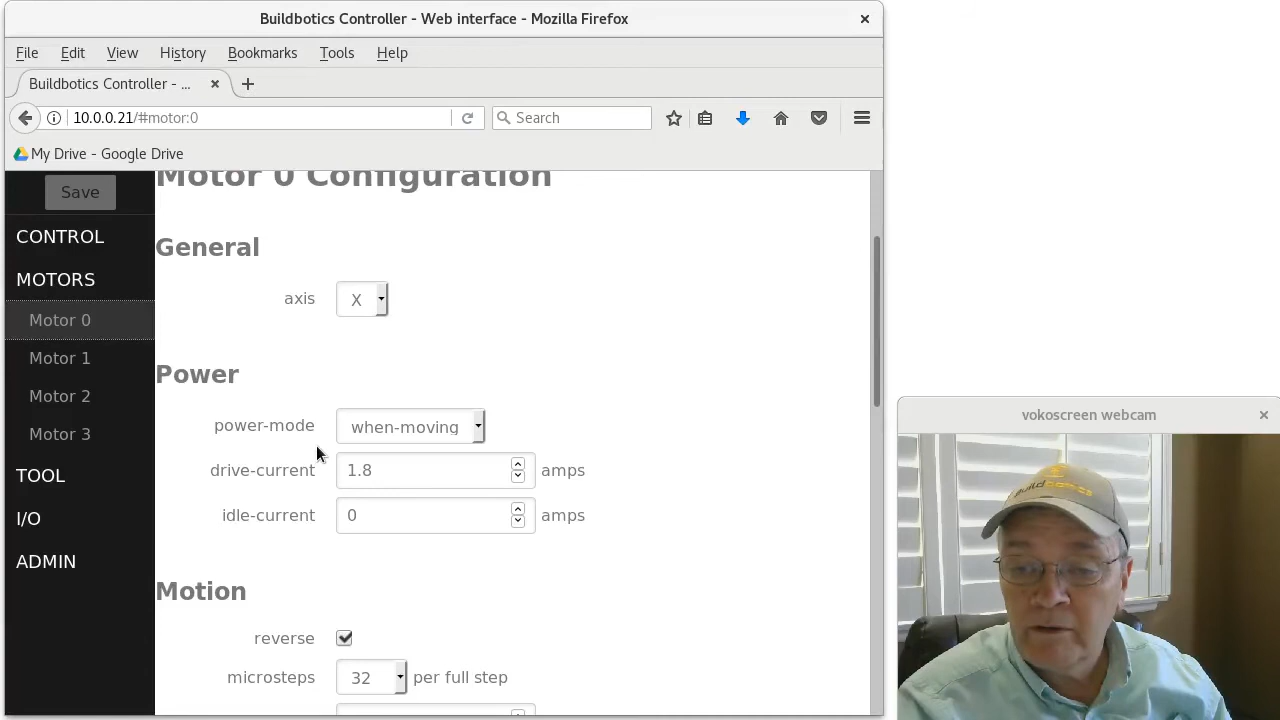 Buildbotics Controller - Web interface - Mozilla Firefox
File Edit View History Bookmarks Tools Help
Buildbotics Controller - ...
10.0.0.21/#motor:0
Search
My Drive - Google Drive
Save
CONTROL
MOTORS
Motor 0
Motor 1
Motor 2
Motor 3
TOOL
I/O
ADMIN
Motor 0 Configuration
General
axis X
Power
power-mode when-moving
drive-current 1.8 amps
idle-current 0 amps
Motion
reverse
microsteps 32 per full step
vokoscreen webcam
Buildbotics